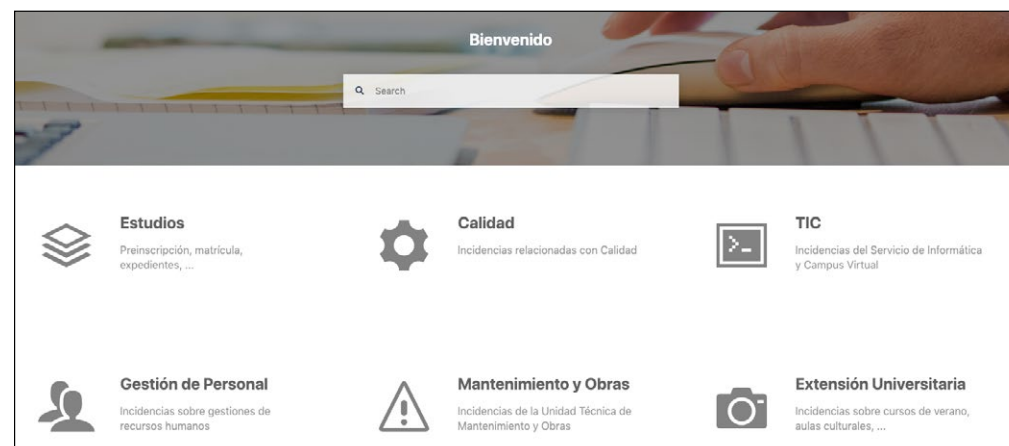 Bienvenido
Search
Estudios
Preinscripción, matrícula,
expedientes, ...
Calidad
Incidencias relacionadas con Calidad
TIC
Incidencias del Servicio de Informática
y Campus Virtual
Gestión de Personal
Incidencias sobre gestiones de
recursos humanos
Mantenimiento y Obras
Incidencias de la Unidad Técnica de
Mantenimiento y Obras
Extensión Universitaria
Incidencias sobre cursos de verano,
aulas culturales, ...